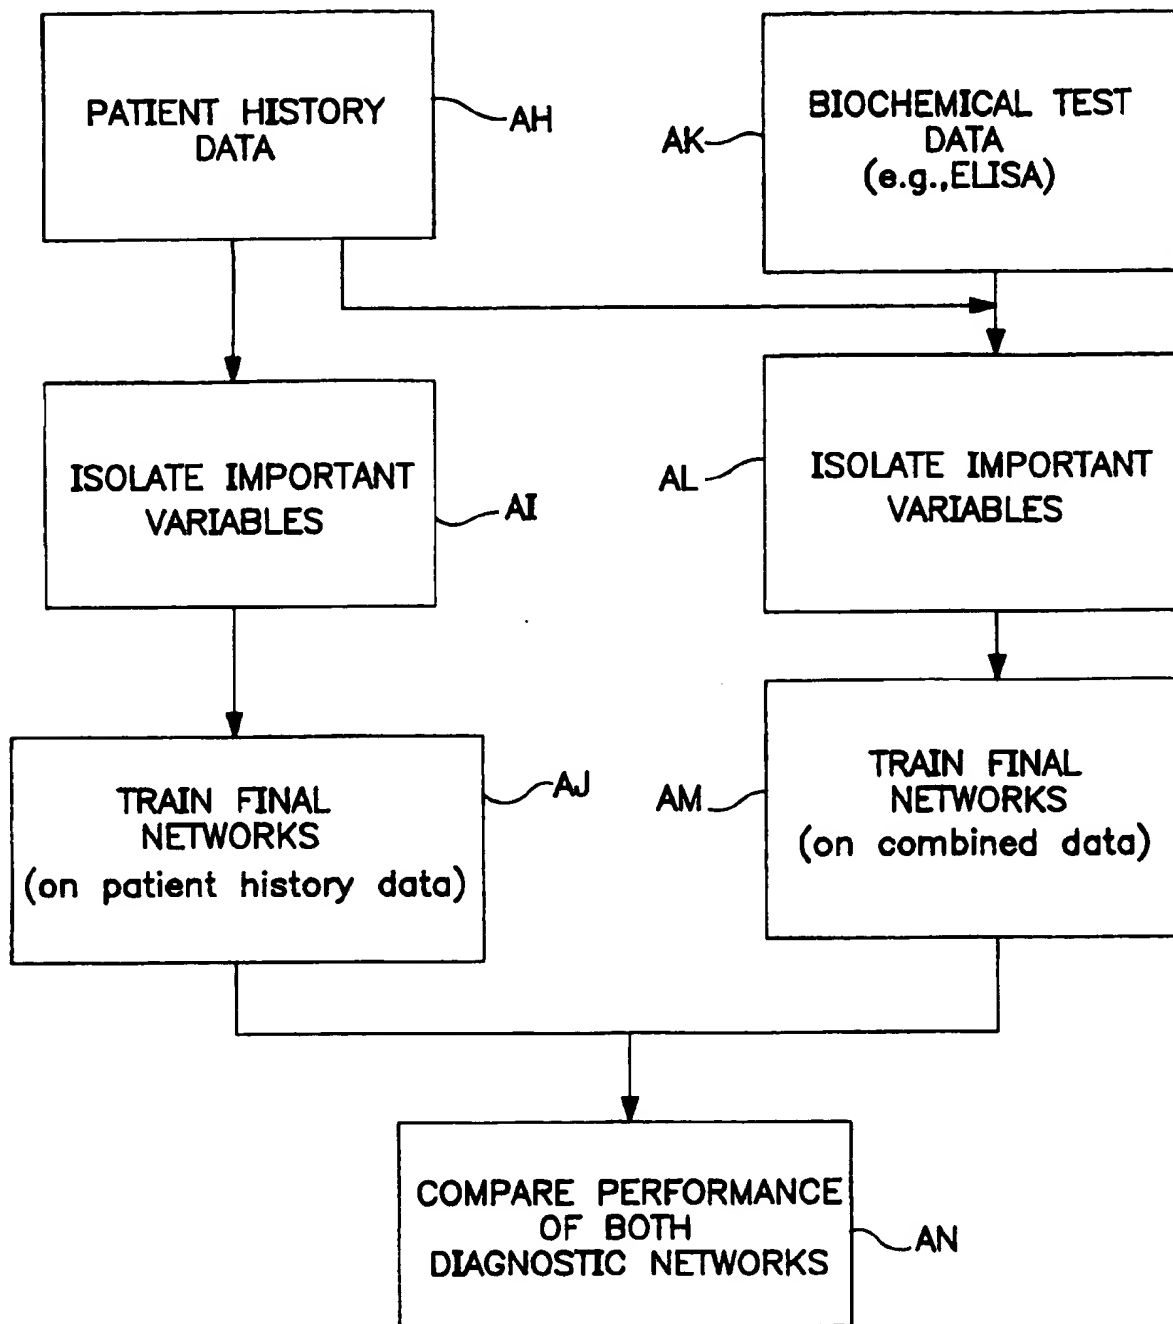 PATIENT HISTORY
DATA
AH
BIOCHEMICAL TEST
DATA
(e.g.,ELISA)
AK
ISOLATE IMPORTANT
VARIABLES
AI
ISOLATE IMPORTANT
VARIABLES
AL
TRAIN FINAL
NETWORKS
(on patient history data)
AJ
TRAIN FINAL
NETWORKS
(on combined data)
AM
COMPARE PERFORMANCE
OF BOTH
DIAGNOSTIC NETWORKS
AN